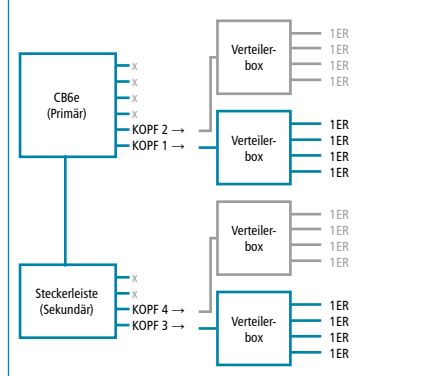 Verteiler-
box
1ER
1ER
1ER
1ER
CB6e
(Primär)
x
x
x
x
KOPF 2 →
KOPF 1 →
Verteiler-
box
1ER
1ER
1ER
1ER
Verteiler-
box
1ER
1ER
1ER
1ER
Steckerleiste
(Sekundär)
x
x
KOPF 4 →
KOPF 3 →
Verteiler-
box
1ER
1ER
1ER
1ER